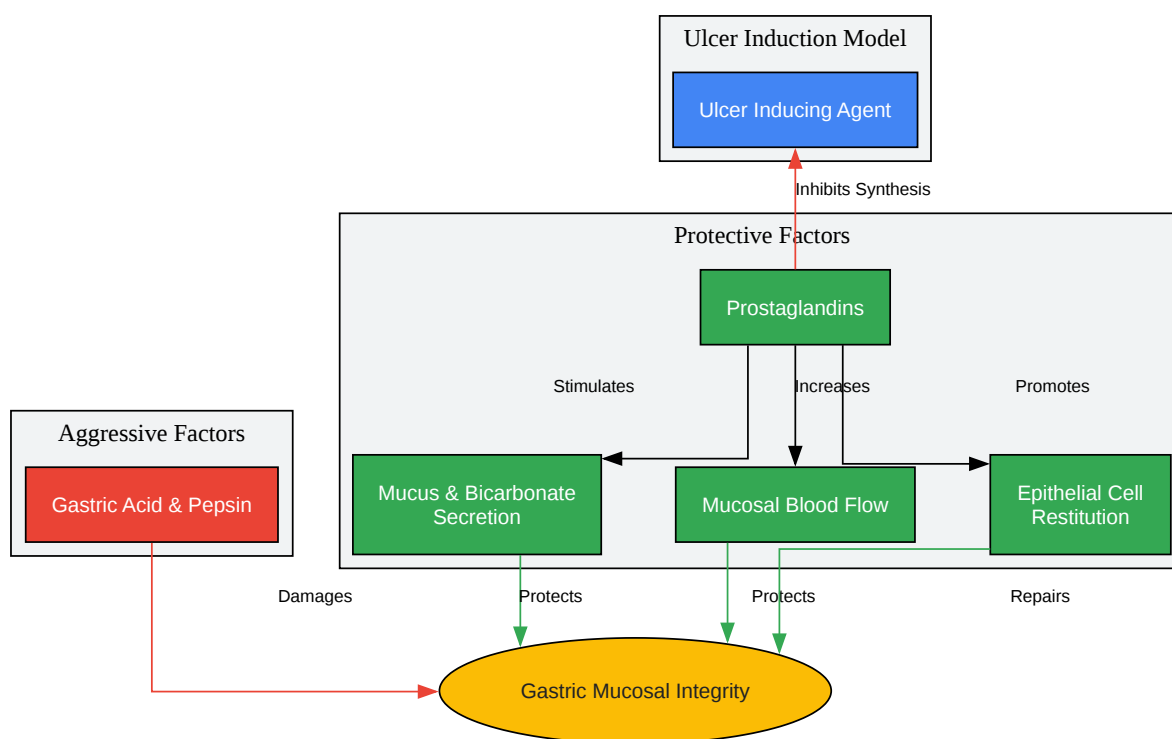 Ulcer Induction Model
Ulcer Inducing Agent
Inhibits Synthesis
Protective Factors
Prostaglandins
Stimulates
Increases
Promotes
Aggressive Factors
Gastric Acid & Pepsin
Mucus & Bicarbonate
Secretion
Mucosal Blood Flow
Epithelial Cell
Restitution
Damages
Protects
Protects
Repairs
Gastric Mucosal Integrity